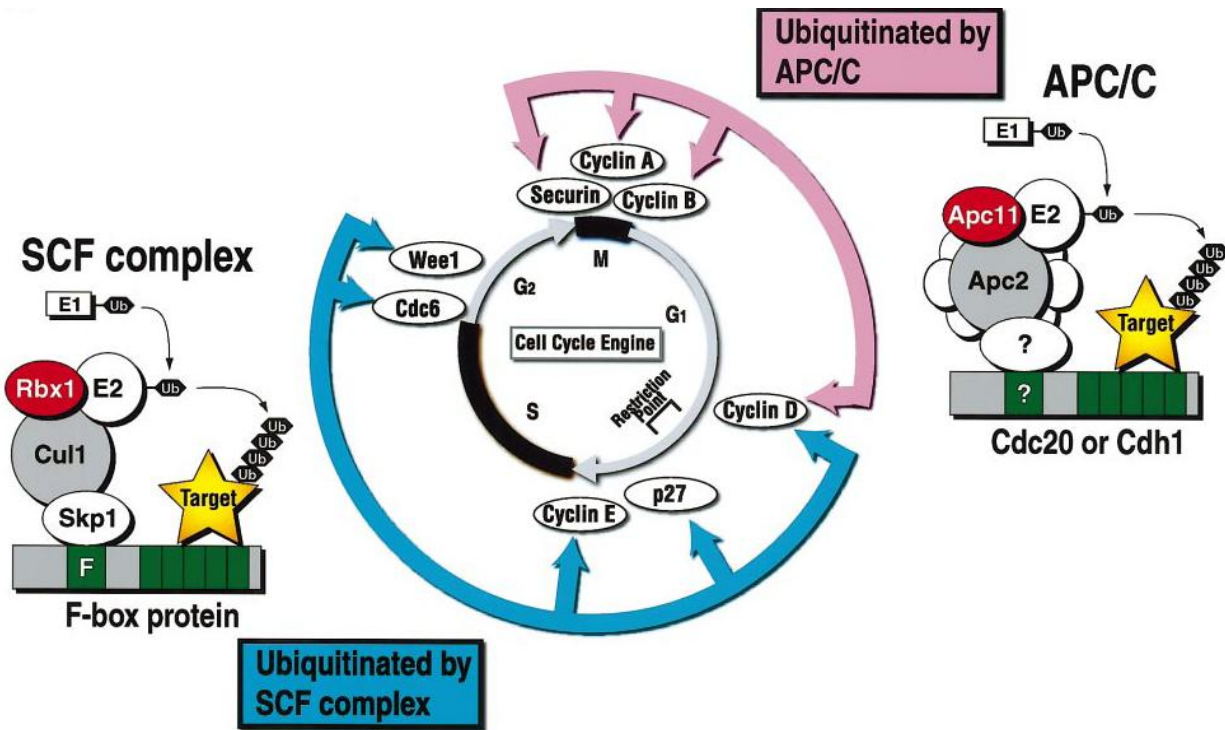 Ubiquitinated by
APC/C
APC/C
E1
Ub
Cyclin A
Securin
Cyclin B
Apc11
E2
Ub
Ub
Ub
Ub
Ub
Apc2
Target
?
?
Cdc20 or Cdh1
SCF complex
E1
Ub
Rbx1
E2
Ub
Ub
Ub
Ub
Ub
Cul1
Target
Skp1
F
F-box protein
Wee1
Cdc6
M
G2
G1
Cell Cycle Engine
S
Restriction
Point
Cyclin D
p27
Cyclin E
Ubiquitinated by
SCF complex